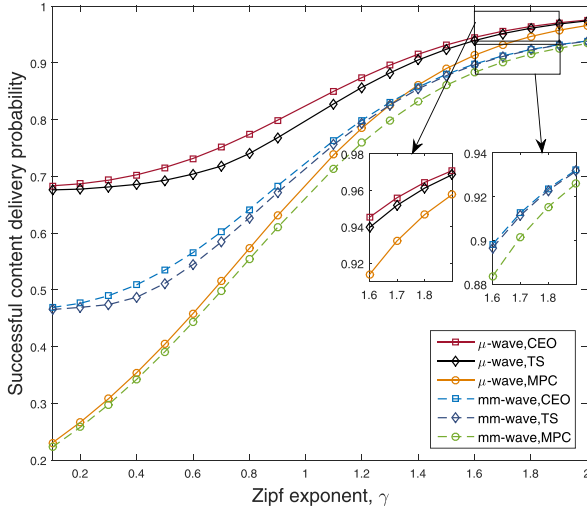 Successful content delivery probability
1
0.9
0.8
0.7
0.6
0.5
0.4
0.3
0.2
0.2 0.4 0.6 0.8 1 1.2 1.4 1.6 1.8 2
Zipf exponent, γ
0.98
0.96
0.94
0.92
1.6 1.7 1.8
0.94
0.92
0.9
0.88
1.6 1.7 1.8
μ-wave,CEO
μ-wave,TS
μ-wave,MPC
mm-wave,CEO
mm-wave,TS
mm-wave,MPC